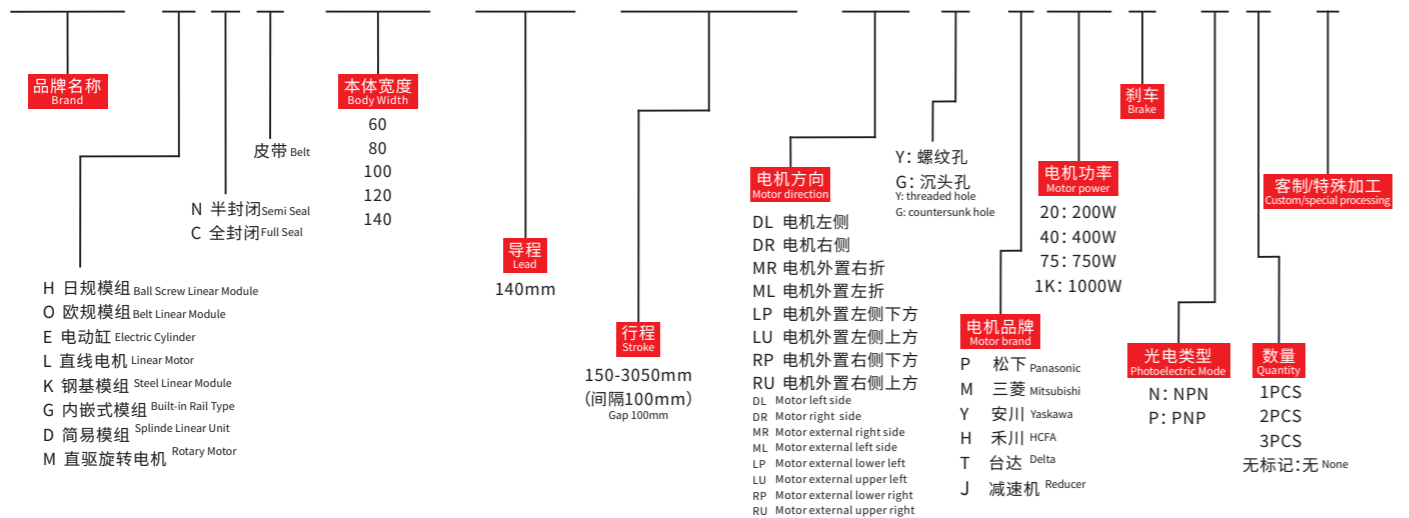 品牌名称
Brand
H 日规模组 Ball Screw Linear Module
O 欧规模组 Belt Linear Module
E 电动缸 Electric Cylinder
L 直线电机 Linear Motor
K 钢基模组 Steel Linear Module
G 内嵌式模组 Built-in Rail Type
D 简易模组 Splinde Linear Unit
M 直驱旋转电机 Rotary Motor
N 半封闭 Semi Seal
C 全封闭 Full Seal
皮带 Belt
本体宽度
Body Width
60
80
100
120
140
导程
Lead
140mm
行程
Stroke
150-3050mm
（间隔100mm）
Gap 100mm
电机方向
Motor direction
DL 电机左侧
DR 电机右侧
MR 电机外置右折
ML 电机外置左折
LP 电机外置左侧下方
LU 电机外置左侧上方
RP 电机外置右侧下方
RU 电机外置右侧上方
DL Motor left side
DR Motor right side
MR Motor external right side
ML Motor external left side
LP Motor external lower left
LU Motor external upper left
RP Motor external lower right
RU Motor external upper right
Y：螺纹孔
G：沉头孔
Y: threaded hole
G: countersunk hole
电机品牌
Motor brand
P 松下 Panasonic
M 三菱 Mitsubishi
Y 安川 Yaskawa
H 禾川 HCFA
T 台达 Delta
J 减速机 Reducer
电机功率
Motor power
20：200W
40：400W
75：750W
1K：1000W
刹车
Brake
光电类型
Photoelectric Mode
N：NPN
P：PNP
数量
Quantity
1PCS
2PCS
3PCS
无标记：无 None
客制/特殊加工
Custom/special processing